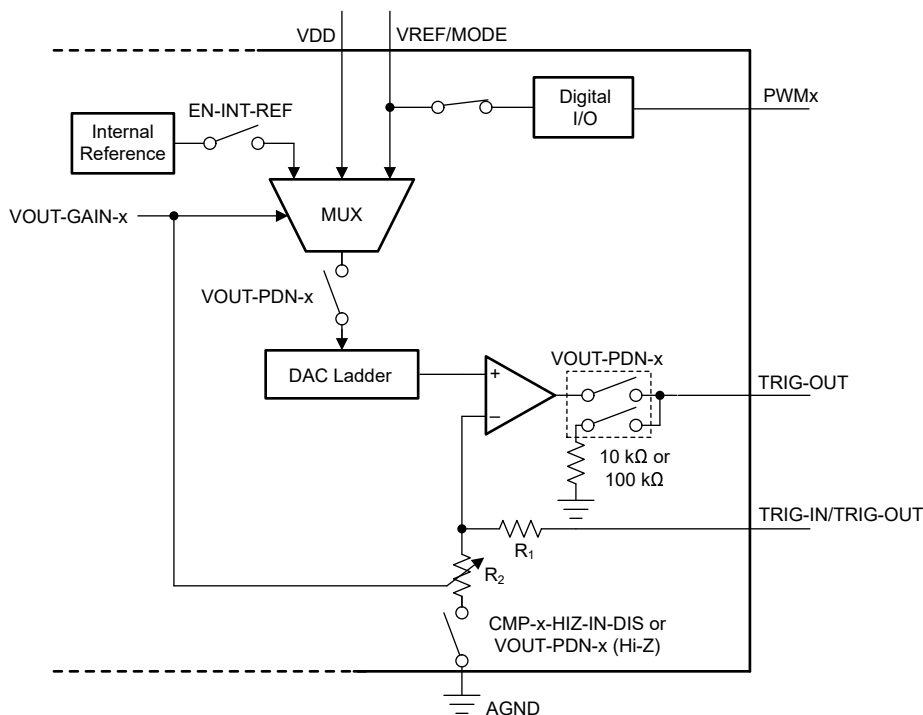 VDD
VREF/MODE
EN-INT-REF
Internal
Reference
Digital
I/O
PWMx
MUX
VOUT-GAIN-x
VOUT-PDN-x
DAC Ladder
+
–
VOUT-PDN-x
TRIG-OUT
10 kΩ or
100 kΩ
TRIG-IN/TRIG-OUT
R1
R2
CMP-x-HIZ-IN-DIS or
VOUT-PDN-x (Hi-Z)
AGND